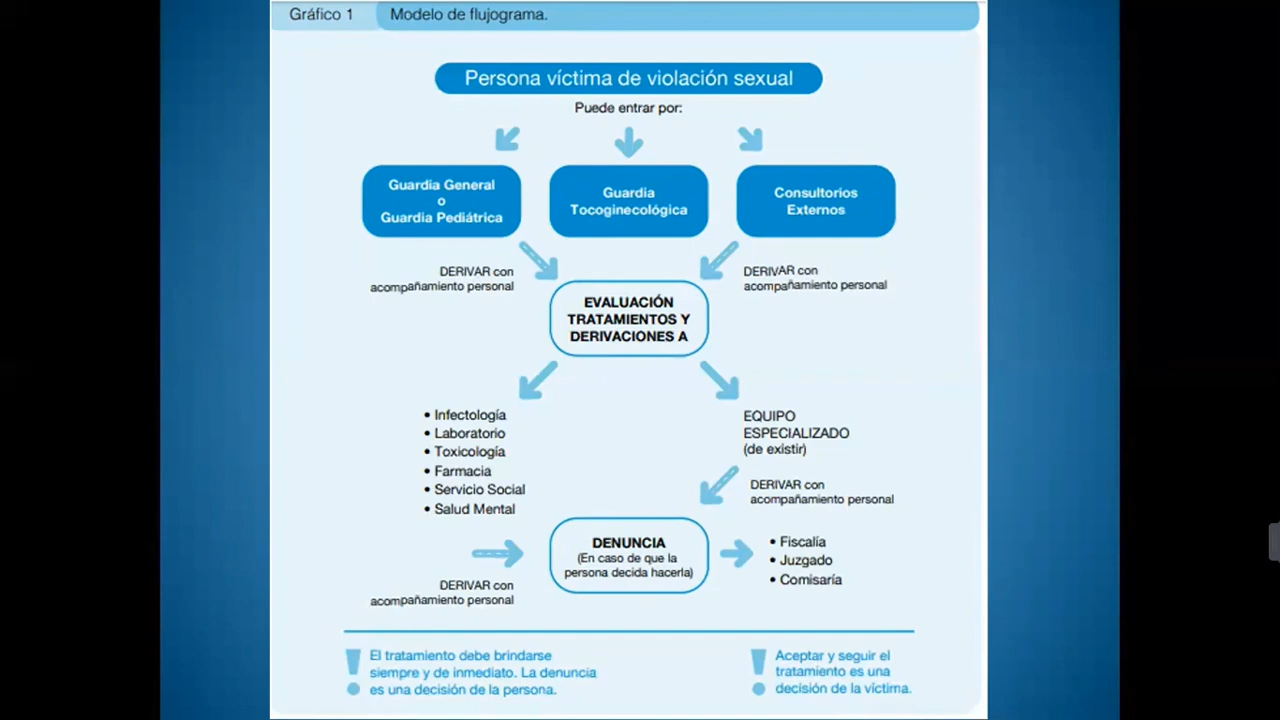 Gráfico 1
Modelo de flujograma.
Persona víctima de violación sexual
Puede entrar por:
Guardia General
o
Guardia Pediátrica
Guardia
Tocoginecológica
Consultorios
Externos
DERIVAR con
acompañamiento personal
DERIVAR con
acompañamiento personal
EVALUACIÓN
TRATAMIENTOS Y
DERIVACIONES A
• Infectología
• Laboratorio
• Toxicología
• Farmacia
• Servicio Social
• Salud Mental
EQUIPO
ESPECIALIZADO
(de existir)
DERIVAR con
acompañamiento personal
DENUNCIA
(En caso de que la
persona decida hacerla)
• Fiscalía
• Juzgado
• Comisaría
DERIVAR con
acompañamiento personal
El tratamiento debe brindarse
siempre y de inmediato. La denuncia
es una decisión de la persona.
Aceptar y seguir el
tratamiento es una
decisión de la víctima.